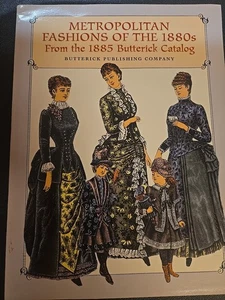 METROPOLITAN
FASHIONS OF THE 1880s
From the 1885 Butterick Catalog
BUTTERICK PUBLISHING COMPANY